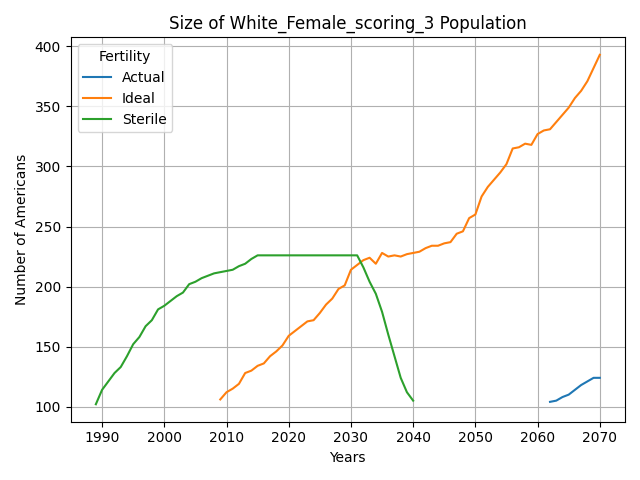 Size of White_Female_scoring_3 Population
Fertility
Actual
Ideal
Sterile
Number of Americans
400
350
300
250
200
150
100
1990 2000 2010 2020 2030 2040 2050 2060 2070
Years